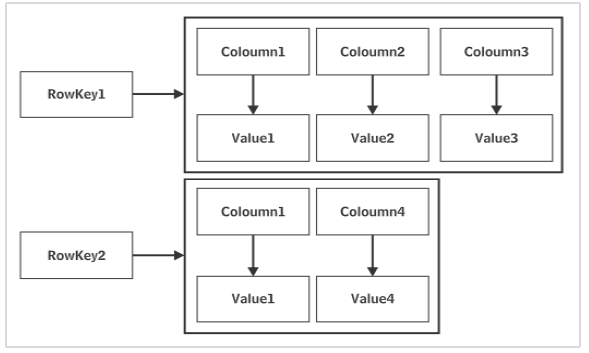 Coloumn1 Coloumn2 Coloumn3
RowKey1
Value1 Value2 Value3
Coloumn1 Coloumn4
RowKey2
Value1 Value4